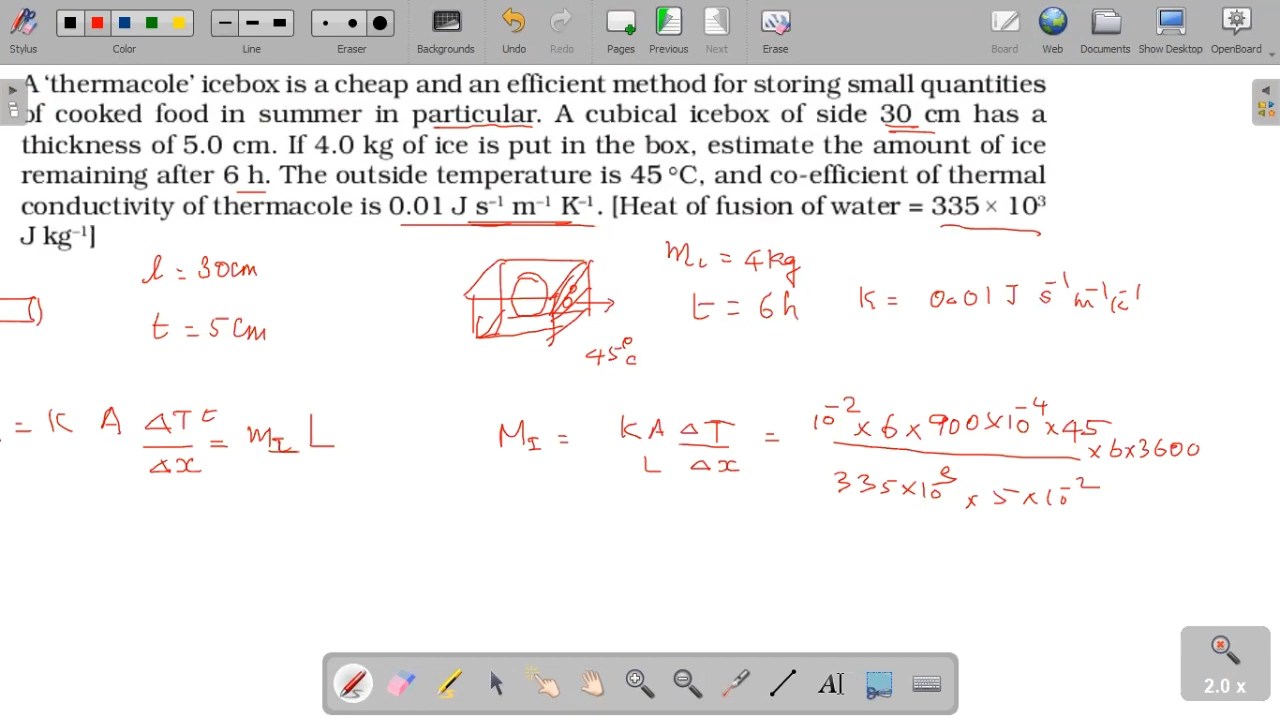 Stylus Color Line Eraser Backgrounds Undo Redo Pages Previous Next Erase Board Web Documents Show Desktop OpenBoard
A 'thermacole' icebox is a cheap and an efficient method for storing small quantities
of cooked food in summer in particular. A cubical icebox of side 30 cm has a
thickness of 5.0 cm. If 4.0 kg of ice is put in the box, estimate the amount of ice
remaining after 6 h. The outside temperature is 45 °C, and co-efficient of thermal
conductivity of thermacole is 0.01 J s⁻¹ m⁻¹ K⁻¹. [Heat of fusion of water = 335 × 10³
J kg⁻¹]
l = 30cm
t = 5cm
45°c
m = 4kg
t = 6h
K = 0.01 J s⁻¹ m⁻¹ k⁻¹
= K A ΔT t / Δx = m_I L
M_I = K A ΔT / L Δx = 10⁻² × 6 × 900 × 10⁻⁴ × 45 / 335 × 10³ × 5 × 10⁻² × 6 × 3600
2.0 x